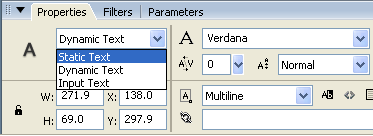 Properties Filters Parameters
A Dynamic Text A Verdana
Static Text
Dynamic Text
Input Text
A V 0 A Normal
W: 271.9 X: 138.0 A Multiline AB <>
H: 69.0 Y: 297.9